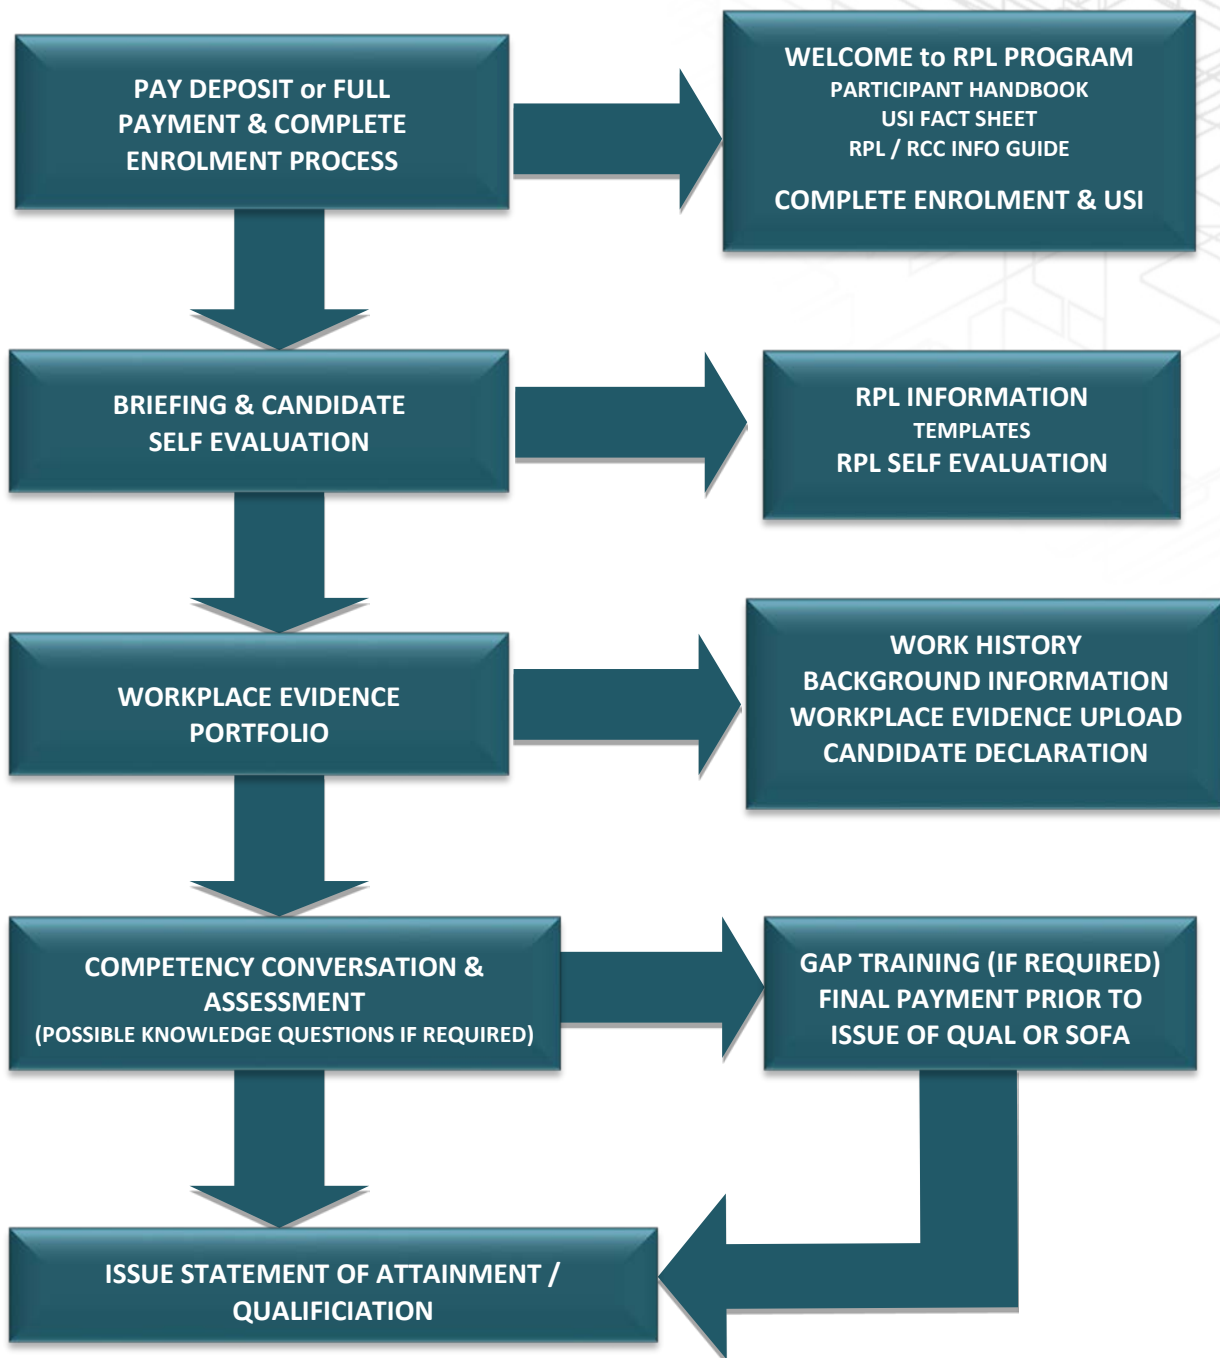 PAY DEPOSIT or FULL
PAYMENT & COMPLETE
ENROLMENT PROCESS
WELCOME to RPL PROGRAM
PARTICIPANT HANDBOOK
USI FACT SHEET
RPL / RCC INFO GUIDE
COMPLETE ENROLMENT & USI
BRIEFING & CANDIDATE
SELF EVALUATION
RPL INFORMATION
TEMPLATES
RPL SELF EVALUATION
WORKPLACE EVIDENCE
PORTFOLIO
WORK HISTORY
BACKGROUND INFORMATION
WORKPLACE EVIDENCE UPLOAD
CANDIDATE DECLARATION
COMPETENCY CONVERSATION &
ASSESSMENT
(POSSIBLE KNOWLEDGE QUESTIONS IF REQUIRED)
GAP TRAINING (IF REQUIRED)
FINAL PAYMENT PRIOR TO
ISSUE OF QUAL OR SOFA
ISSUE STATEMENT OF ATTAINMENT /
QUALIFICIATION